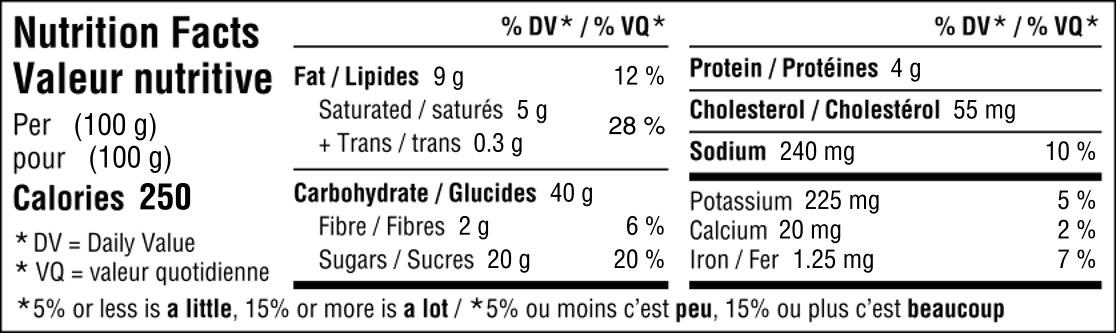 Nutrition Facts
Valeur nutritive
Per (100 g)
pour (100 g)
Calories 250
* DV = Daily Value
* VQ = valeur quotidienne
% DV* / % VQ*
Fat / Lipides 9 g 12 %
Saturated / saturés 5 g
+ Trans / trans 0.3 g
28 %
Carbohydrate / Glucides 40 g
Fibre / Fibres 2 g 6 %
Sugars / Sucres 20 g 20 %
% DV* / % VQ*
Protein / Protéines 4 g
Cholesterol / Cholestérol 55 mg
Sodium 240 mg 10 %
Potassium 225 mg 5 %
Calcium 20 mg 2 %
Iron / Fer 1.25 mg 7 %
*5% or less is a little, 15% or more is a lot / *5% ou moins c'est peu, 15% ou plus c'est beaucoup